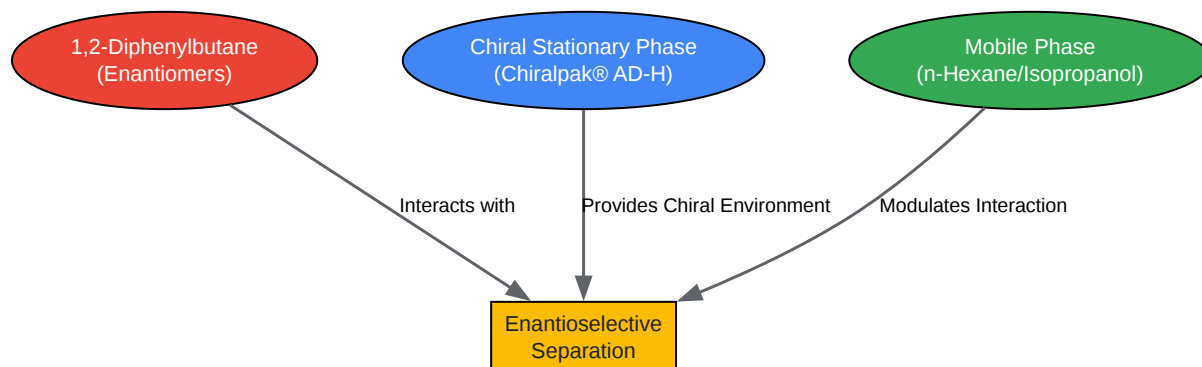 1,2-Diphenylbutane
(Enantiomers)
Chiral Stationary Phase
(Chiralpak® AD-H)
Mobile Phase
(n-Hexane/Isopropanol)
Interacts with
Provides Chiral Environment
Modulates Interaction
Enantioselective
Separation